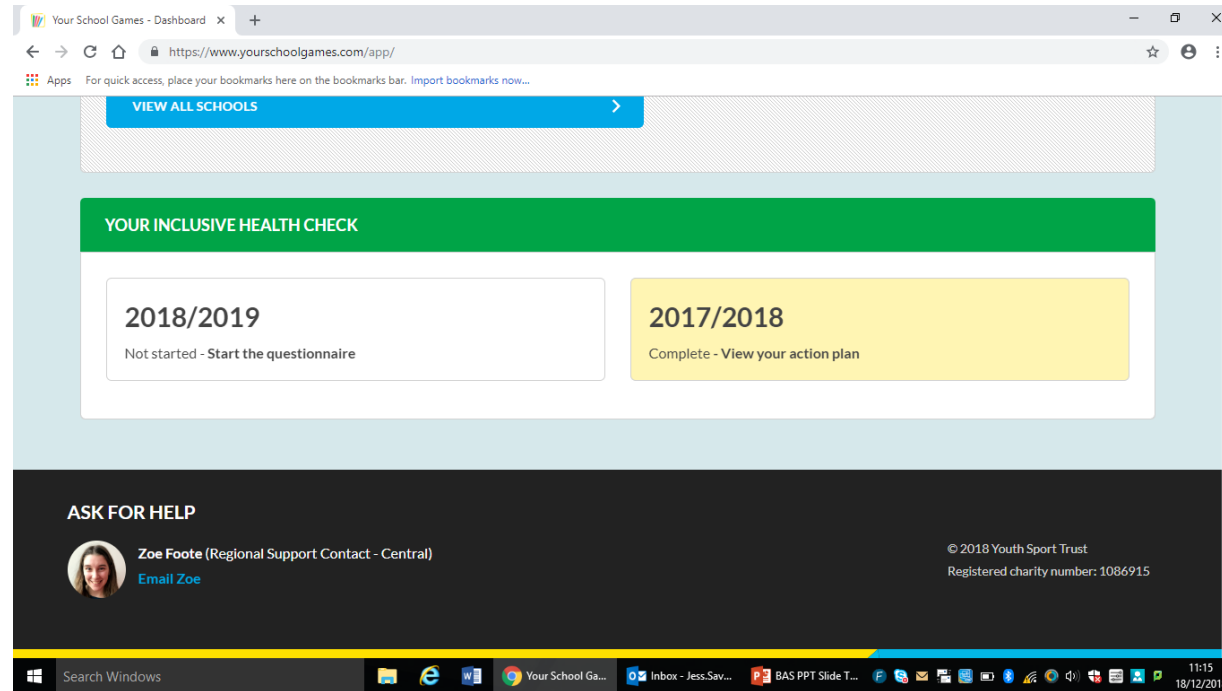 Your School Games - Dashboard
https://www.yourschoolgames.com/app/
Apps For quick access, place your bookmarks here on the bookmarks bar. Import bookmarks now...
VIEW ALL SCHOOLS
YOUR INCLUSIVE HEALTH CHECK
2018/2019
Not started - Start the questionnaire
2017/2018
Complete - View your action plan
ASK FOR HELP
Zoe Foote (Regional Support Contact - Central)
Email Zoe
© 2018 Youth Sport Trust
Registered charity number: 1086915
Search Windows
Your School Ga...
Inbox - Jess.Sav...
BAS PPT Slide T...
11:15
18/12/201